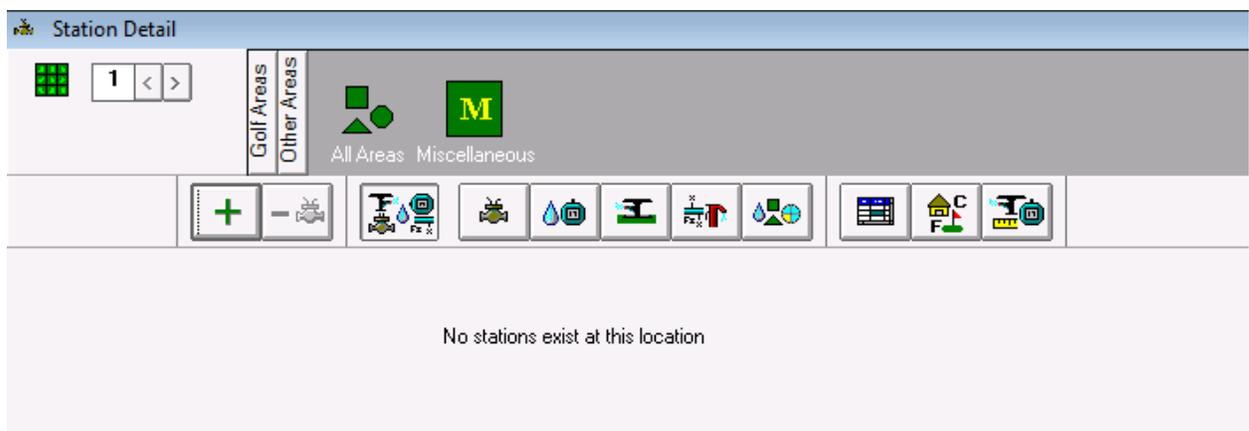 Station Detail
1 < >
Golf Areas
Other Areas
M
All Areas Miscellaneous
+ -
F
C
F
No stations exist at this location